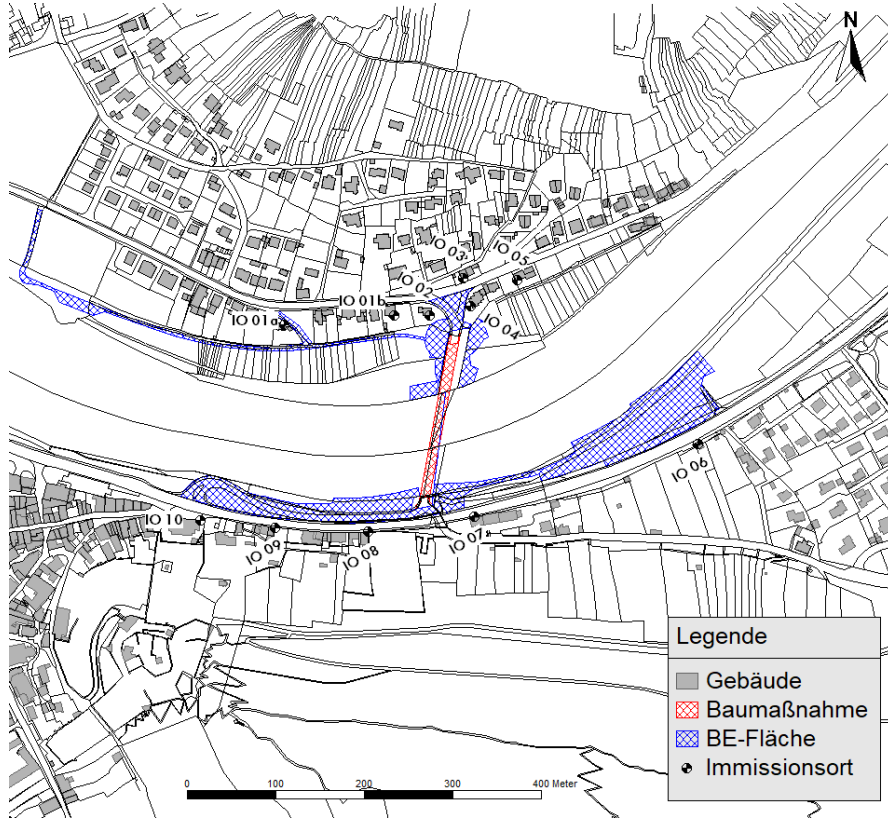 N
IO 03
IO 05
IO 02
IO 01b
IO 01a
IO 04
IO 06
IO 10
IO 09
IO 08
IO 07
Legende
Gebäude
Baumaßnahme
BE-Fläche
Immissionsort
0 100 200 300 400 Meter